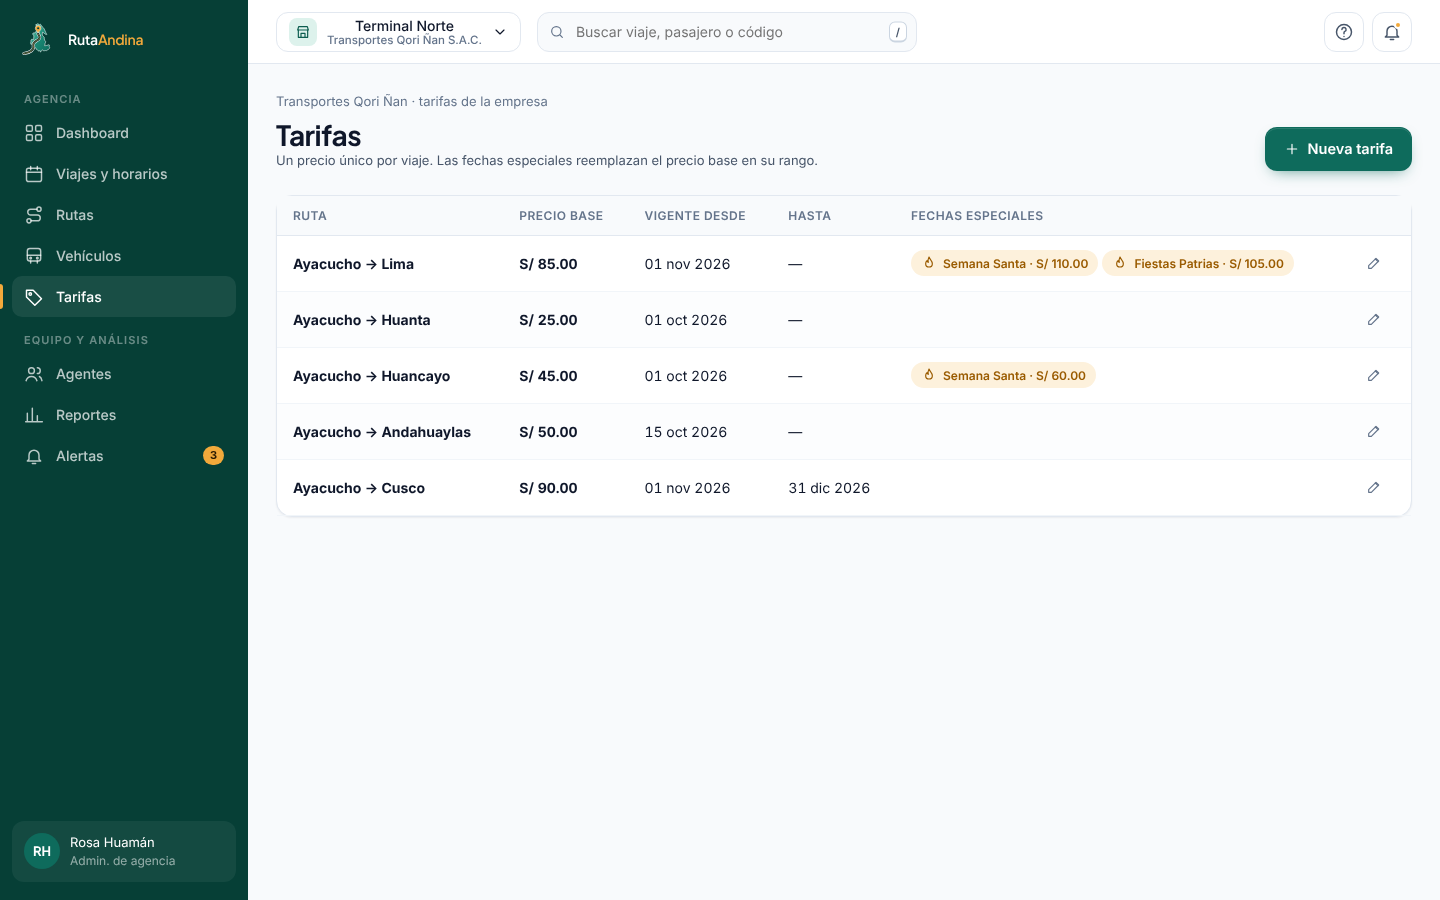 RutaAndina
AGENCIA
Dashboard
Viajes y horarios
Rutas
Vehículos
Tarifas
EQUIPO Y ANÁLISIS
Agentes
Reportes
Alertas 3
RH
Rosa Huamán
Admin. de agencia
Terminal Norte
Transportes Qori Ñan S.A.C.
Buscar viaje, pasajero o código /
Transportes Qori Ñan · tarifas de la empresa
Tarifas
Un precio único por viaje. Las fechas especiales reemplazan el precio base en su rango.
+ Nueva tarifa
RUTA PRECIO BASE VIGENTE DESDE HASTA FECHAS ESPECIALES
Ayacucho → Lima S/ 85.00 01 nov 2026 — Semana Santa · S/ 110.00 Fiestas Patrias · S/ 105.00
Ayacucho → Huanta S/ 25.00 01 oct 2026 —
Ayacucho → Huancayo S/ 45.00 01 oct 2026 — Semana Santa · S/ 60.00
Ayacucho → Andahuaylas S/ 50.00 15 oct 2026 —
Ayacucho → Cusco S/ 90.00 01 nov 2026 31 dic 2026